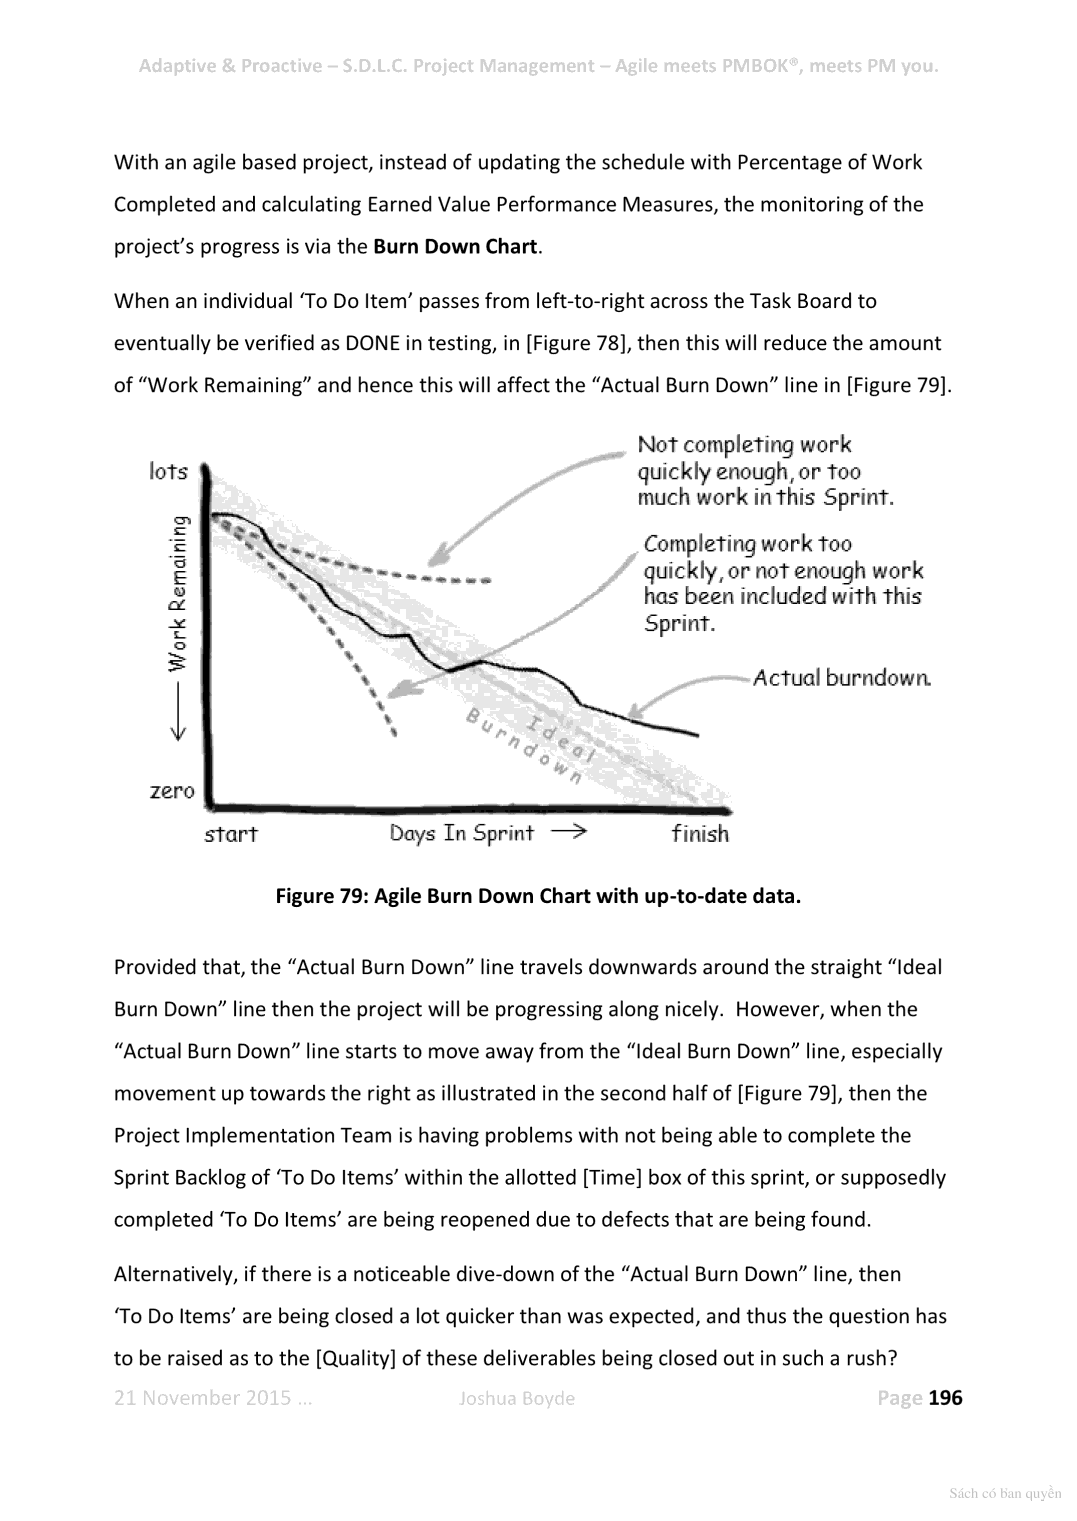 Adaptive & Proactive – S.D.L.C. Project Management – Agile meets PMBOK®, meets PM you.
With an agile based project, instead of updating the schedule with Percentage of Work
Completed and calculating Earned Value Performance Measures, the monitoring of the
project’s progress is via the Burn Down Chart.
When an individual ‘To Do Item’ passes from left-to-right across the Task Board to
eventually be verified as DONE in testing, in [Figure 78], then this will reduce the amount
of “Work Remaining” and hence this will affect the “Actual Burn Down” line in [Figure 79].
Not completing work
quickly enough, or too
much work in this Sprint.
lots
Work Remaining
Completing work too
quickly, or not enough work
has been included with this
Sprint.
Actual burndown.
Ideal
Burndown
zero
start
Days In Sprint
finish
Figure 79: Agile Burn Down Chart with up-to-date data.
Provided that, the “Actual Burn Down” line travels downwards around the straight “Ideal
Burn Down” line then the project will be progressing along nicely.  However, when the
“Actual Burn Down” line starts to move away from the “Ideal Burn Down” line, especially
movement up towards the right as illustrated in the second half of [Figure 79], then the
Project Implementation Team is having problems with not being able to complete the
Sprint Backlog of ‘To Do Items’ within the allotted [Time] box of this sprint, or supposedly
completed ‘To Do Items’ are being reopened due to defects that are being found.
Alternatively, if there is a noticeable dive-down of the “Actual Burn Down” line, then
‘To Do Items’ are being closed a lot quicker than was expected, and thus the question has
to be raised as to the [Quality] of these deliverables being closed out in such a rush?
21 November 2015 … Joshua Boyde Page 196
Sách có bản quyền